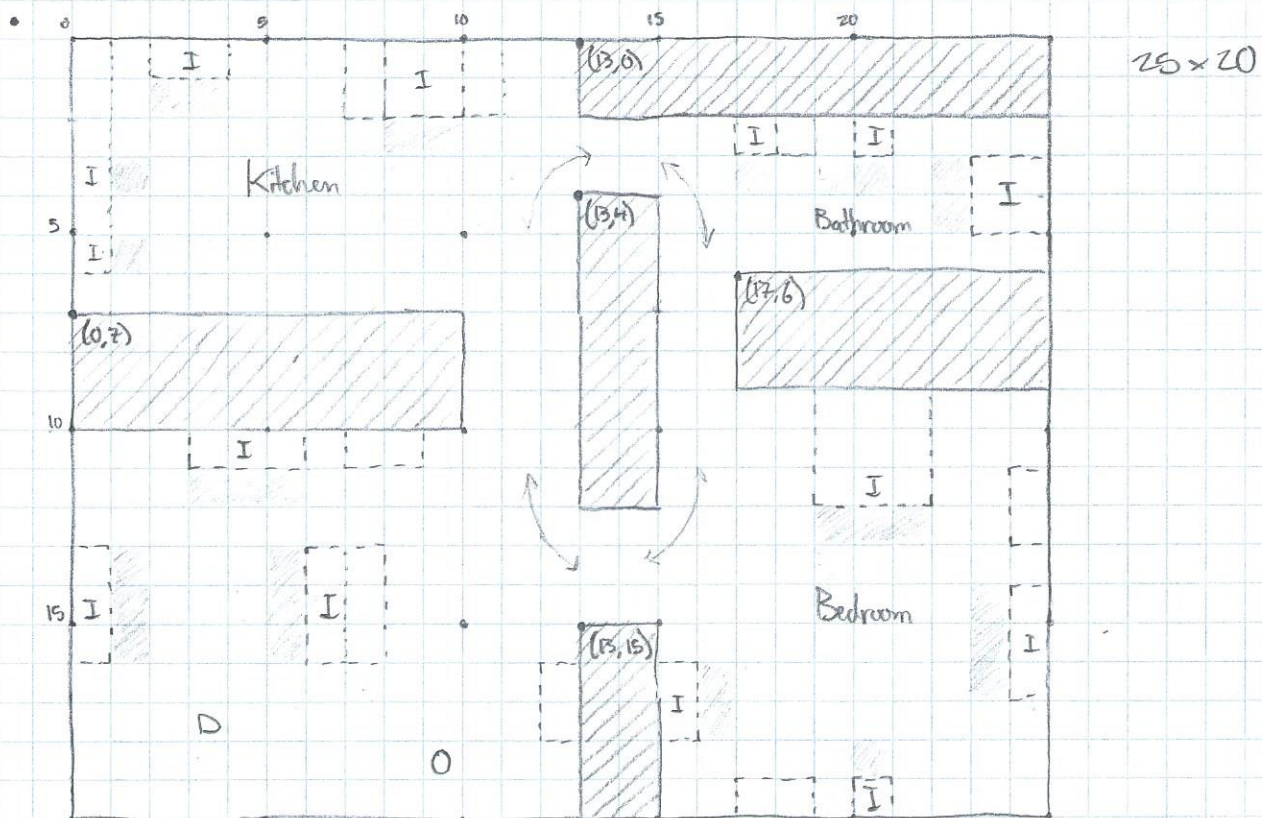 0 5 10 15 20
25 × 20
(13,0)
I I
I I I
I Kitchen
5 (13,4) Bathroom
I
(0,7) (17,6)
10
I
I
15 I I Bedroom
(13,15) I
I
D
O
I